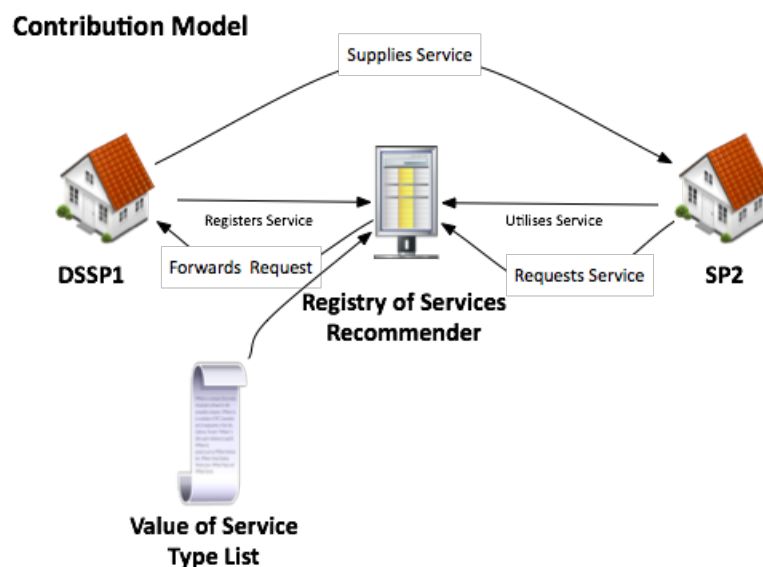 Contribution Model
Supplies Service
Registers Service
Utilises Service
Forwards Request
Requests Service
DSSP1
SP2
Registry of Services
Recommender
Value of Service
Type List